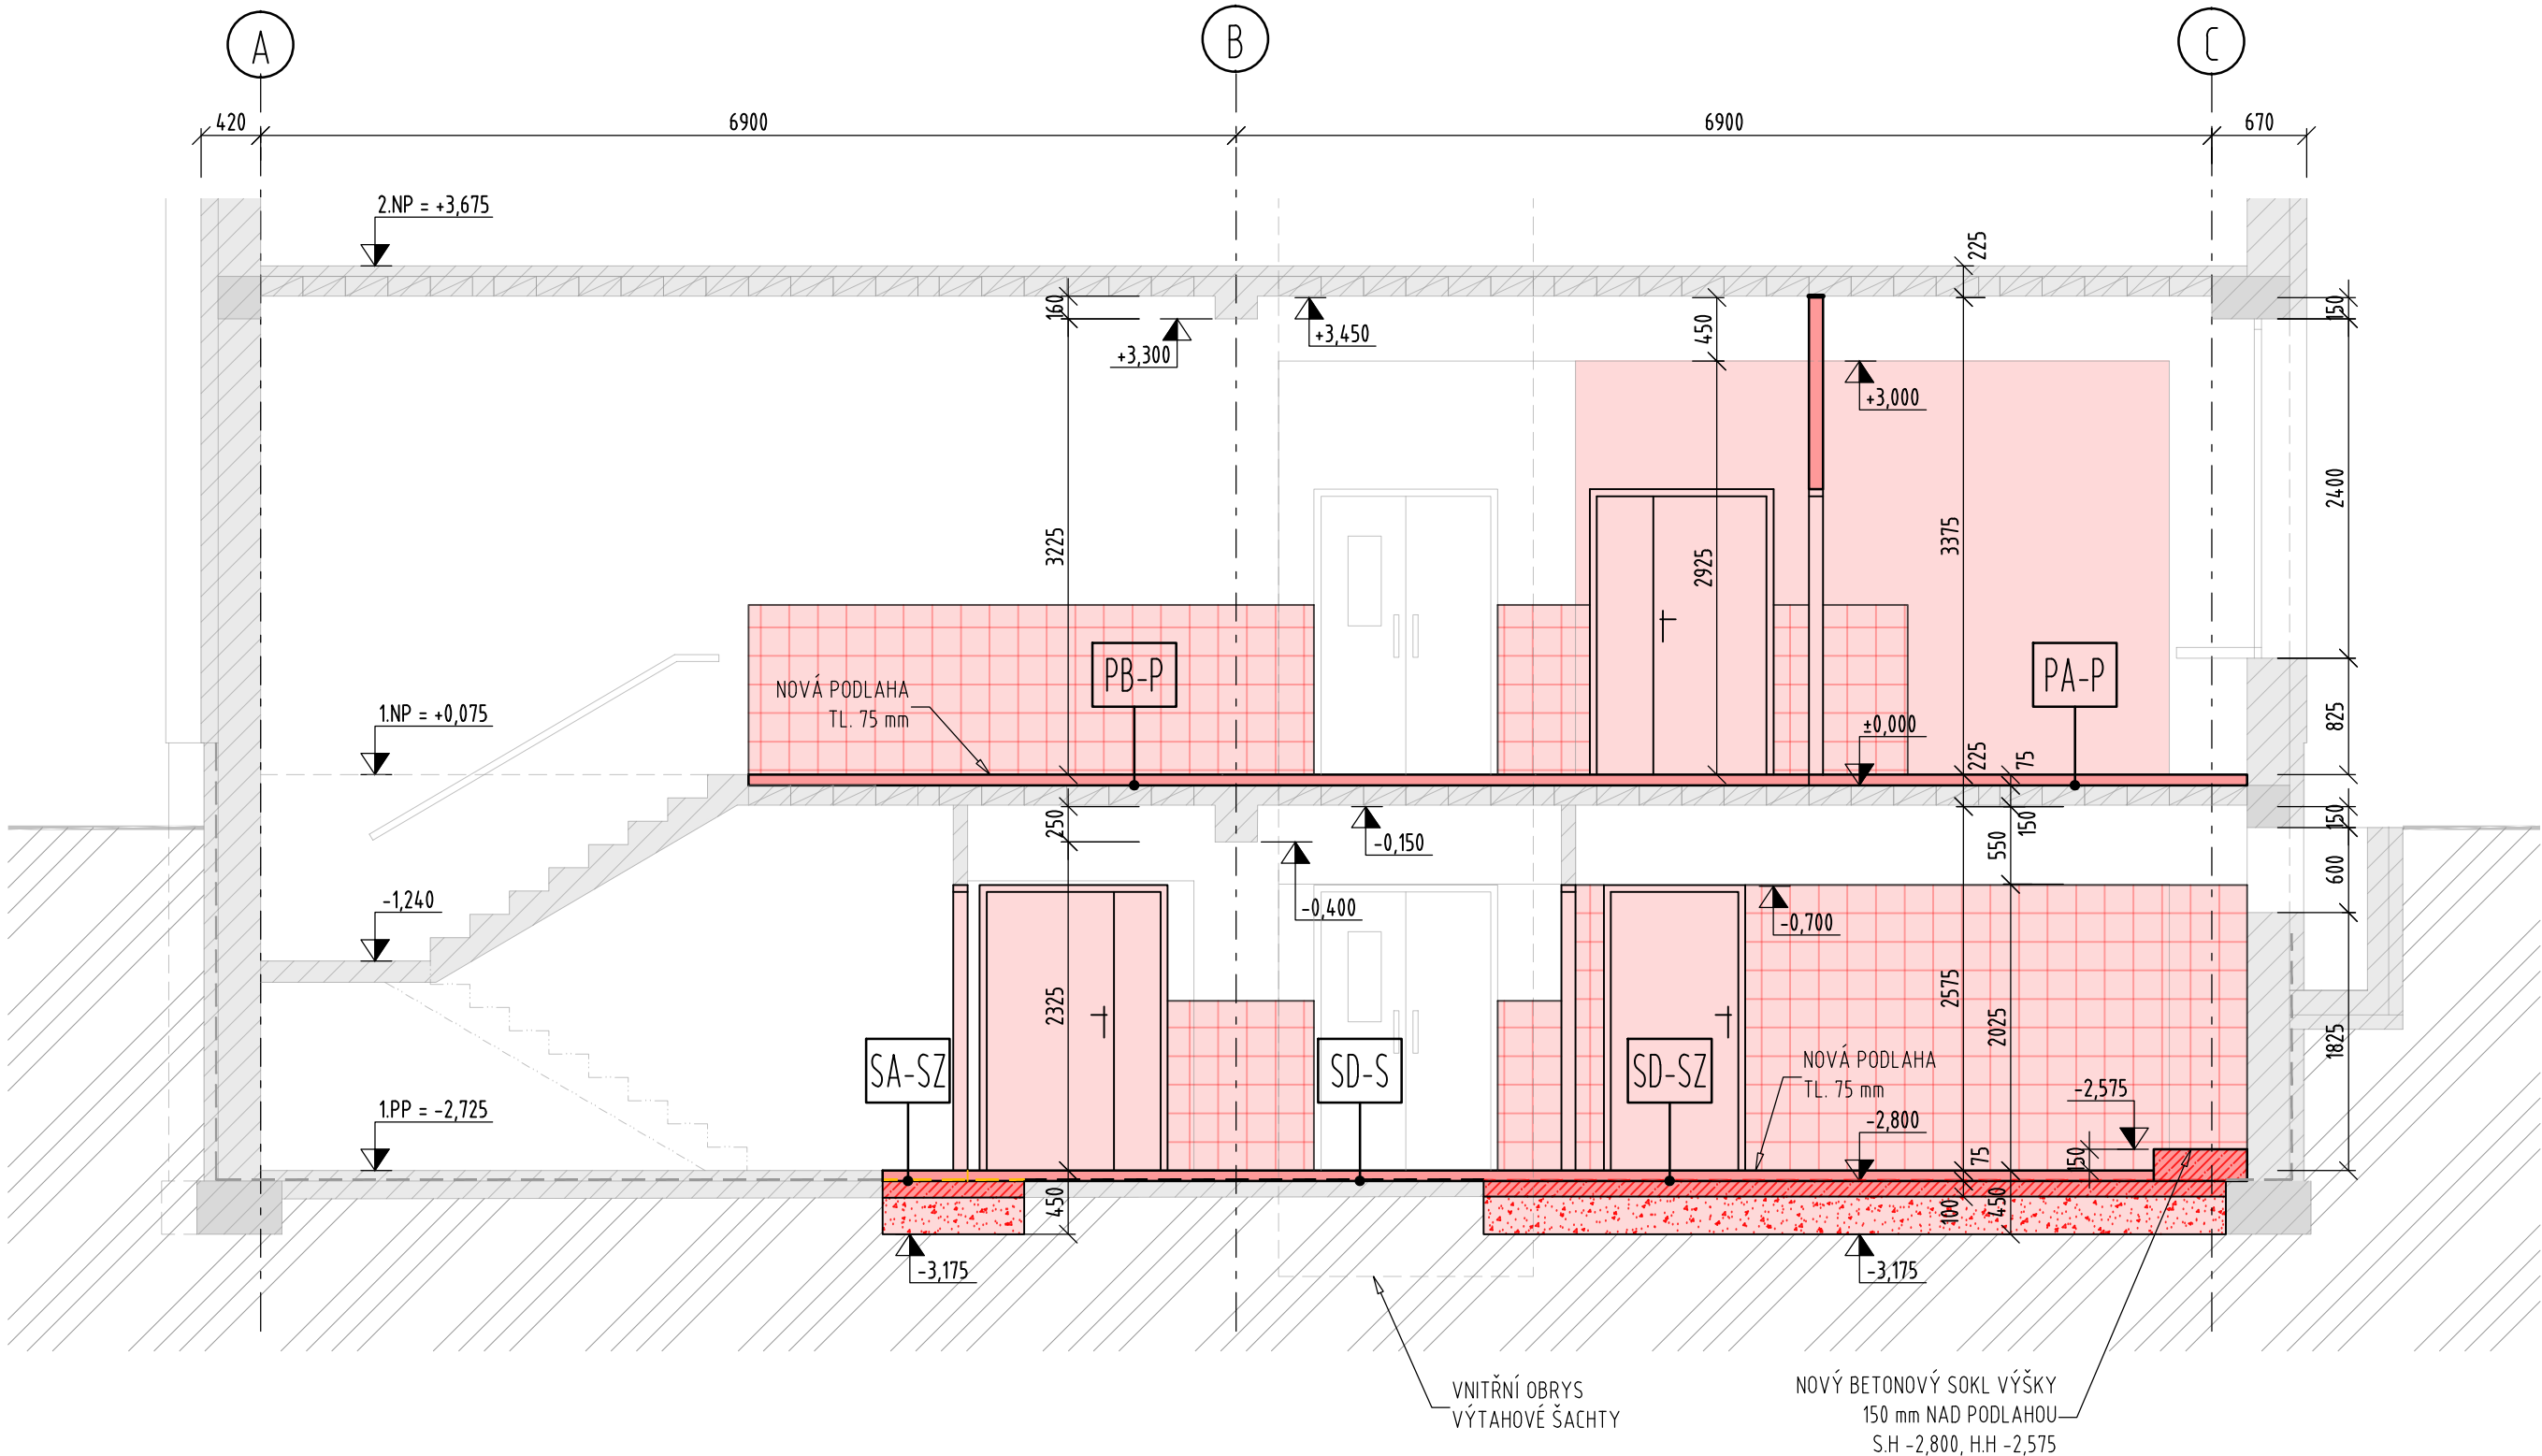 A
B
C
420
6900
6900
670
2.NP = +3,675
225
160
+3,300
+3,450
450
150
+3,000
2400
3225
2925
3375
NOVÁ PODLAHA
TL. 75 mm
PB-P
PA-P
1.NP = +0,075
±0,000
225
75
825
250
-0,150
550
150
150
-1,240
-0,400
-0,700
600
2325
2575
2025
1825
SA-SZ
SD-S
SD-SZ
NOVÁ PODLAHA
TL. 75 mm
-2,575
1.PP = -2,725
-2,800
75
150
450
100
450
-3,175
-3,175
VNITŘNÍ OBRYS
VÝTAHOVÉ ŠACHTY
NOVÝ BETONOVÝ SOKL VÝŠKY
150 mm NAD PODLAHOU
S.H -2,800, H.H -2,575